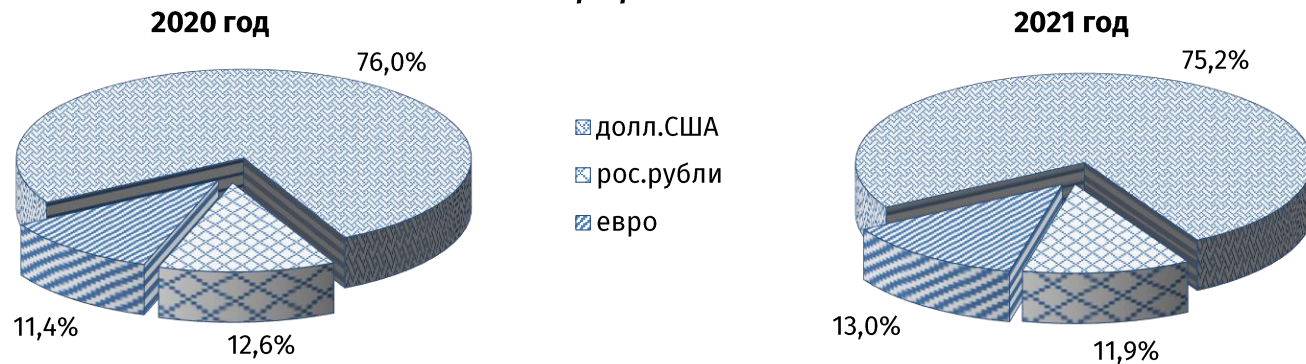 2020 год
76,0%
11,4%
12,6%
долл.США
рос.рубли
евро
2021 год
75,2%
13,0%
11,9%